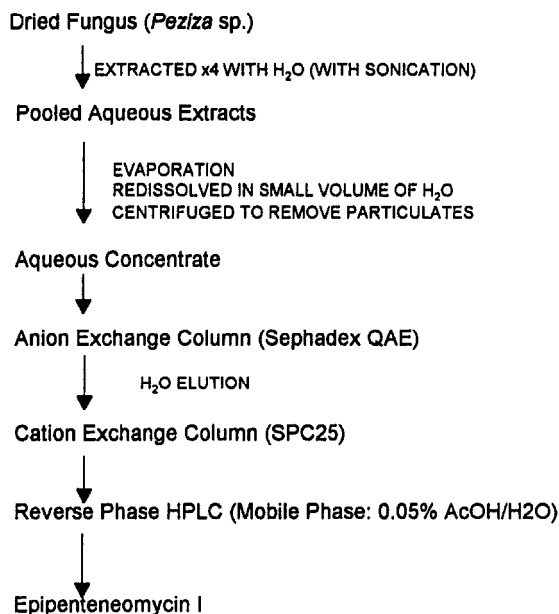 Dried Fungus (Peziza sp.)
EXTRACTED x4 WITH H₂O (WITH SONICATION)
Pooled Aqueous Extracts
EVAPORATION
REDISSOLVED IN SMALL VOLUME OF H₂O
CENTRIFUGED TO REMOVE PARTICULATES
Aqueous Concentrate
Anion Exchange Column (Sephadex QAE)
H₂O ELUTION
Cation Exchange Column (SPC25)
Reverse Phase HPLC (Mobile Phase: 0.05% AcOH/H2O)
Epipenteneomycin I